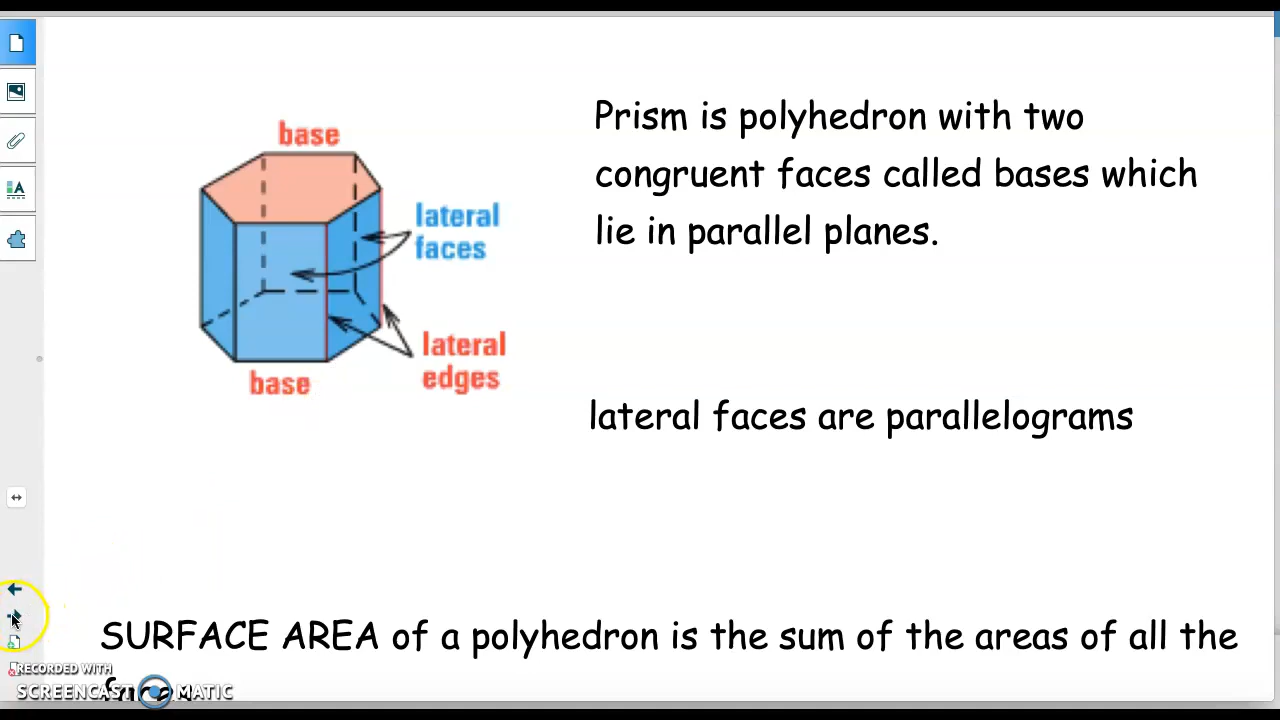 base
Prism is polyhedron with two
congruent faces called bases which
lie in parallel planes.
lateral
faces
lateral
edges
base
lateral faces are parallelograms
SURFACE AREA of a polyhedron is the sum of the areas of all the
faces
RECORDED WITH
SCREENCAST MATIC